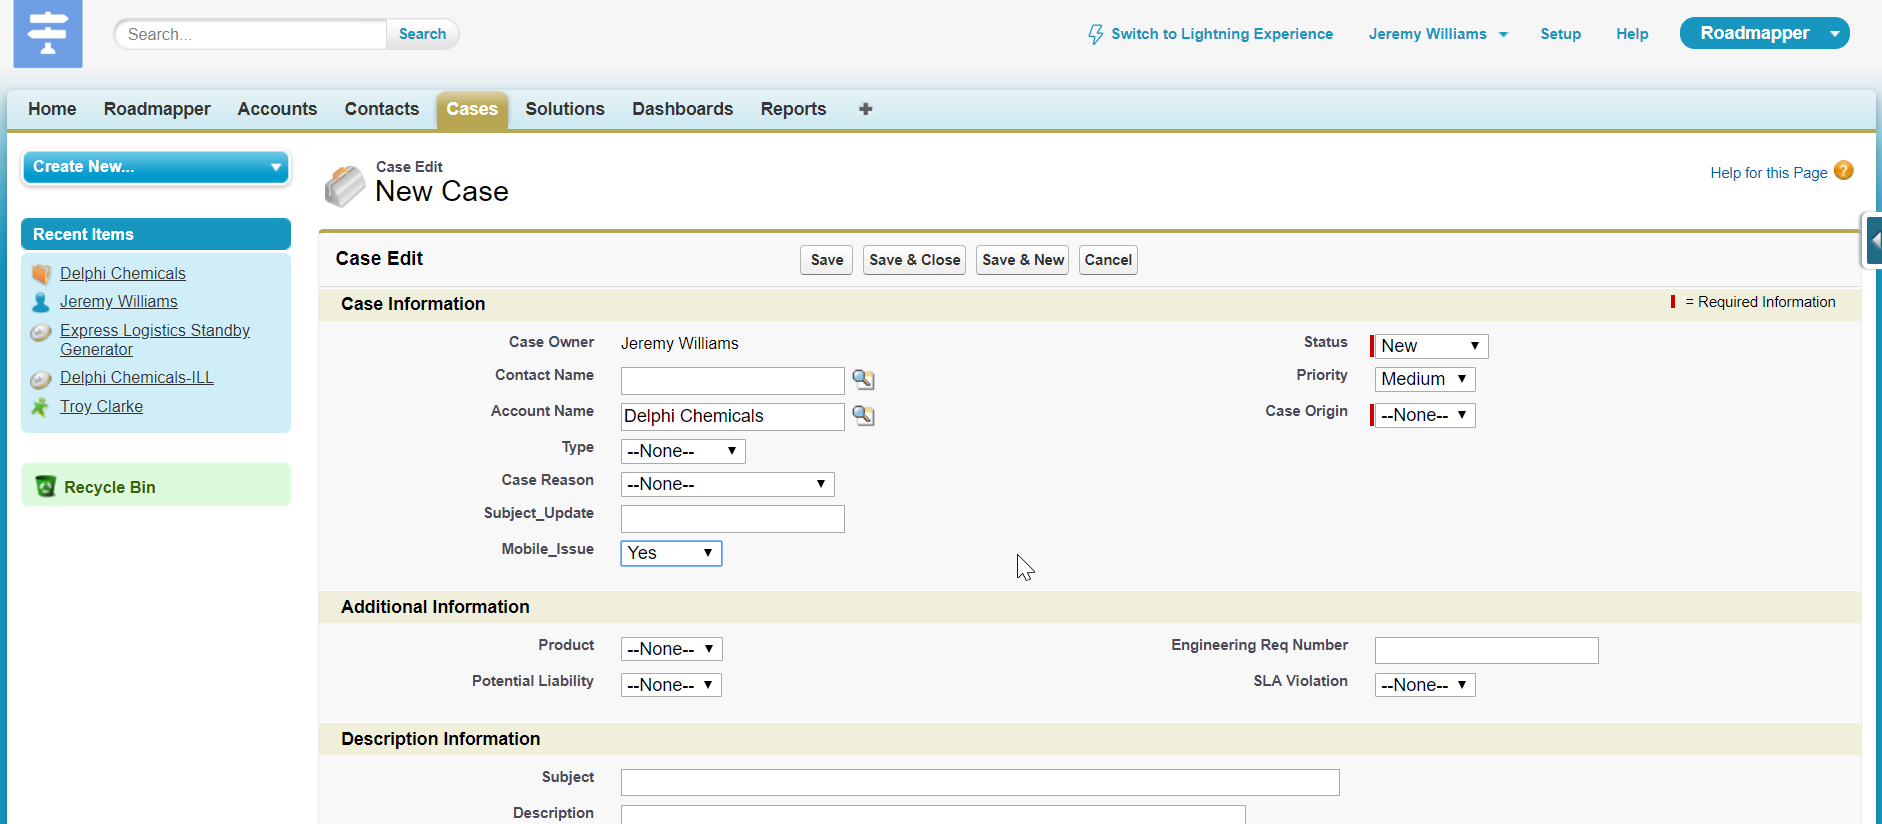 Search...
Search
Switch to Lightning Experience
Jeremy Williams
Setup
Help
Roadmapper
Home
Roadmapper
Accounts
Contacts
Cases
Solutions
Dashboards
Reports
Create New...
Recent Items
Delphi Chemicals
Jeremy Williams
Express Logistics Standby
Generator
Delphi Chemicals-ILL
Troy Clarke
Recycle Bin
Case Edit
New Case
Help for this Page
?
Case Edit
Save
Save & Close
Save & New
Cancel
Case Information
= Required Information
Case Owner
Jeremy Williams
Status
New
Contact Name
Priority
Medium
Account Name
Delphi Chemicals
Case Origin
--None--
Type
--None--
Case Reason
--None--
Subject_Update
Mobile_Issue
Yes
Additional Information
Product
--None--
Engineering Req Number
Potential Liability
--None--
SLA Violation
--None--
Description Information
Subject
Description